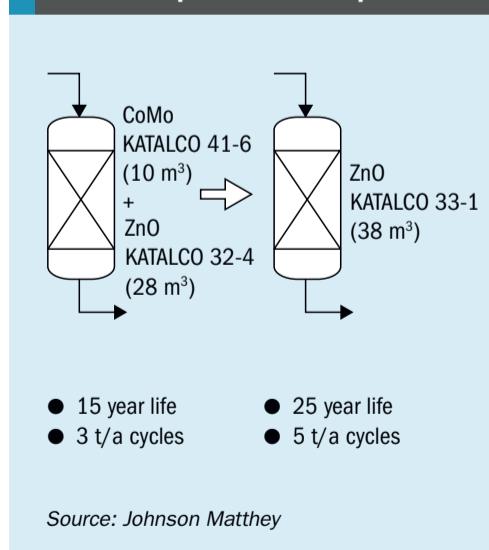 CoMo
KATALCO 41-6
(10 m³)
+
ZnO
KATALCO 32-4
(28 m³)
ZnO
KATALCO 33-1
(38 m³)
● 15 year life
● 3 t/a cycles
● 25 year life
● 5 t/a cycles
Source: Johnson Matthey